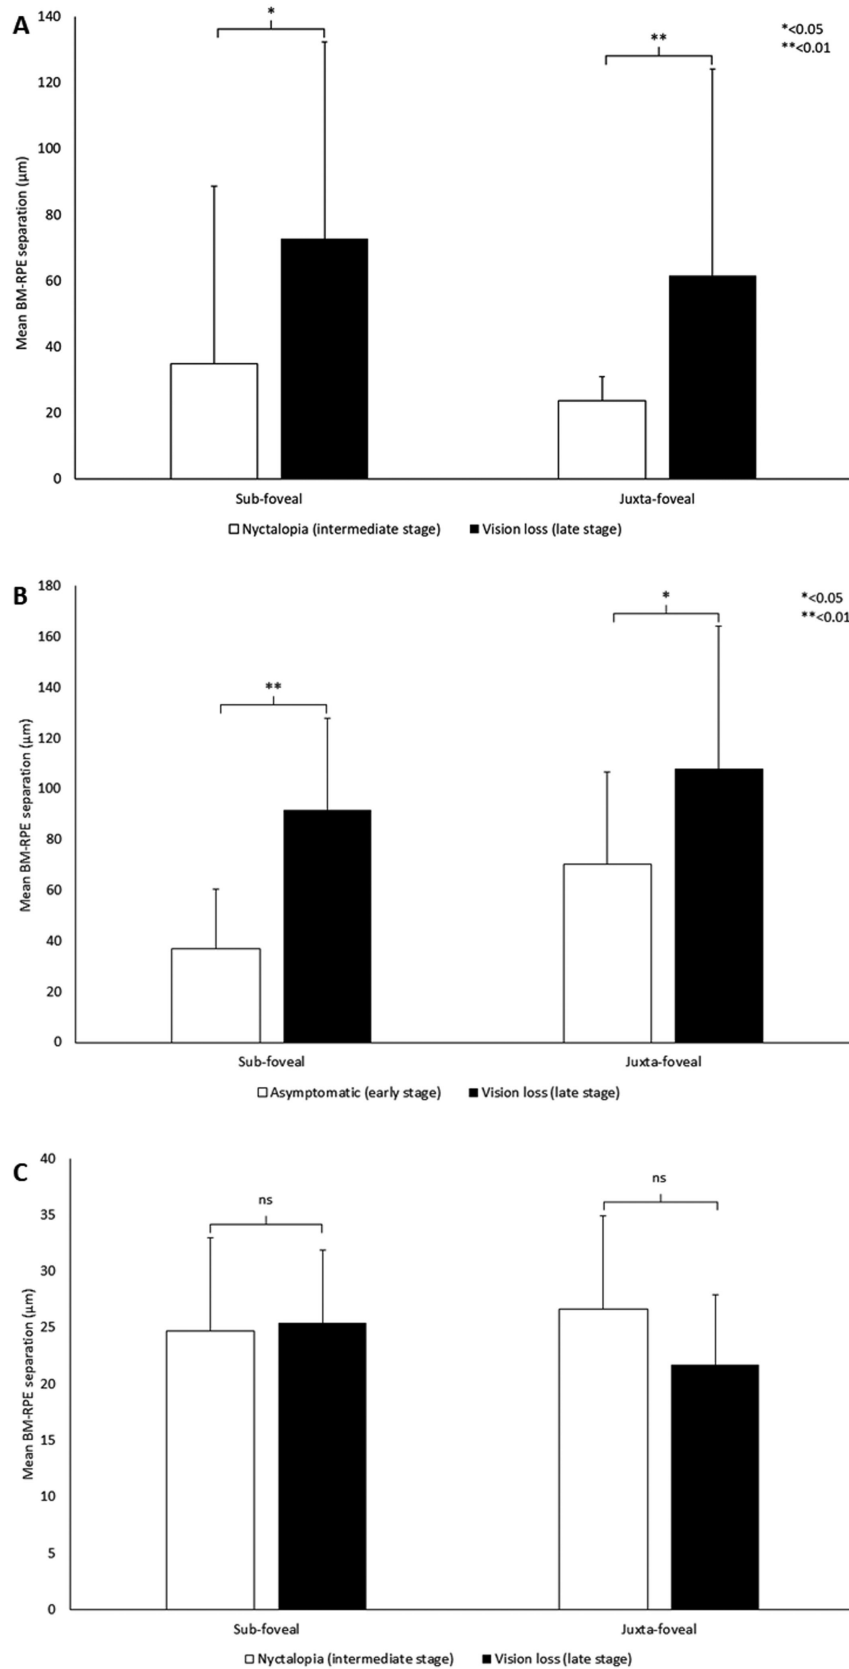 A
140
120
100
80
60
40
20
0
Mean BM-RPE separation (µm)
*
**
*<0.05
**<0.01
Sub-foveal
Juxta-foveal
Nyctalopia (intermediate stage)
Vision loss (late stage)
B
180
160
140
120
100
80
60
40
20
0
Mean BM-RPE separation (µm)
**
*
*<0.05
**<0.01
Sub-foveal
Juxta-foveal
Asymptomatic (early stage)
Vision loss (late stage)
C
40
35
30
25
20
15
10
5
0
Mean BM-RPE separation (µm)
ns
ns
Sub-foveal
Juxta-foveal
Nyctalopia (intermediate stage)
Vision loss (late stage)